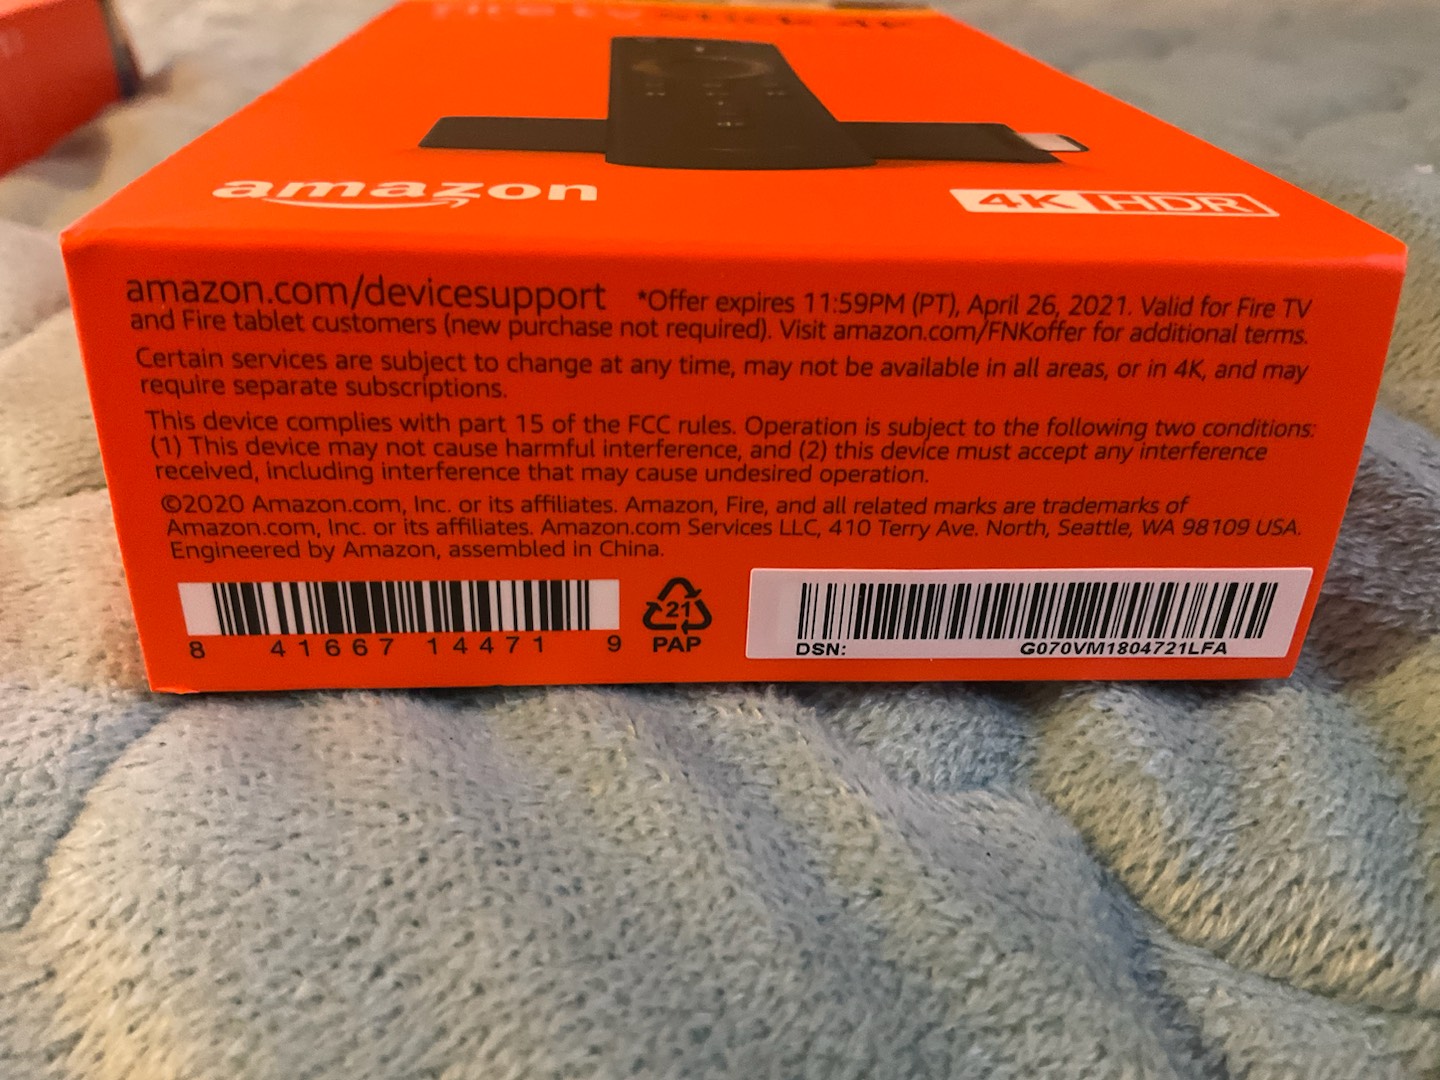 fire tv stick 4K
amazon
4K HDR
amazon.com/devicesupport *Offer expires 11:59PM (PT), April 26, 2021. Valid for Fire TV
and Fire tablet customers (new purchase not required). Visit amazon.com/FNKoffer for additional terms.
Certain services are subject to change at any time, may not be available in all areas, or in 4K, and may
require separate subscriptions.
This device complies with part 15 of the FCC rules. Operation is subject to the following two conditions:
(1) This device may not cause harmful interference, and (2) this device must accept any interference
received, including interference that may cause undesired operation.
©2020 Amazon.com, Inc. or its affiliates. Amazon, Fire, and all related marks are trademarks of
Amazon.com, Inc. or its affiliates. Amazon.com Services LLC, 410 Terry Ave. North, Seattle, WA 98109 USA.
Engineered by Amazon, assembled in China.
8 41667 14471 9
21
PAP
DSN: G070VM1804721LFA